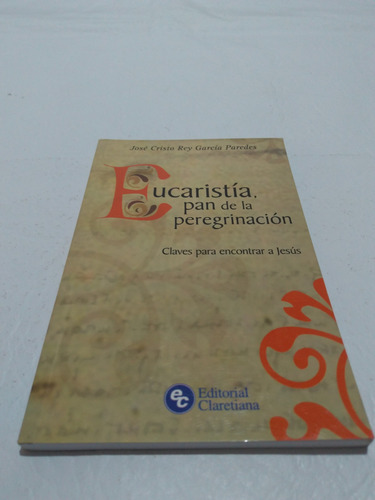 José Cristo Rey García Paredes
Eucaristía,
pan de la
peregrinación
Claves para encontrar a Jesús
ec Editorial
Claretiana